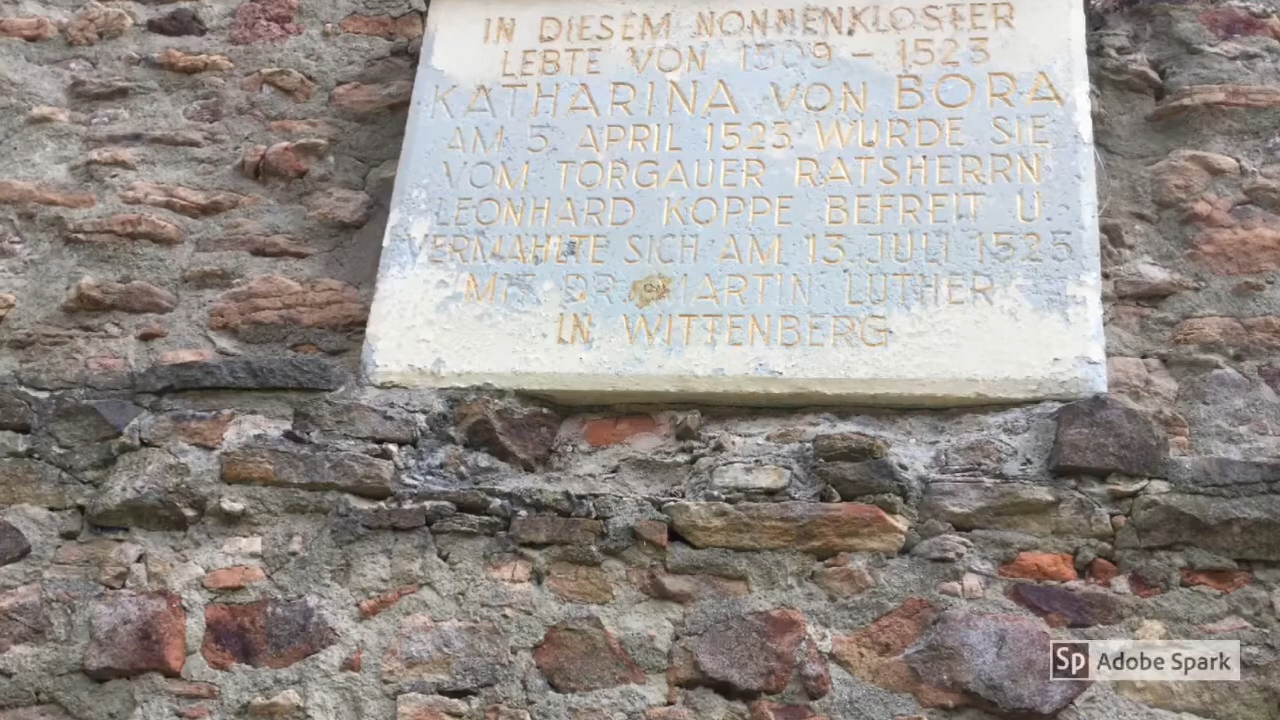 IN DIESEM NONNENKLOSTER
LEBTE VON 1509 – 1523
KATHARINA VON BORA
AM 5. APRIL 1523 WURDE SIE
VOM TORGAUER RATSHERRN
LEONHARD KOPPE BEFREIT U.
VERMÄHLTE SICH AM 13. JULI 1525
MIT DR. MARTIN LUTHER
IN WITTENBERG
Sp Adobe Spark